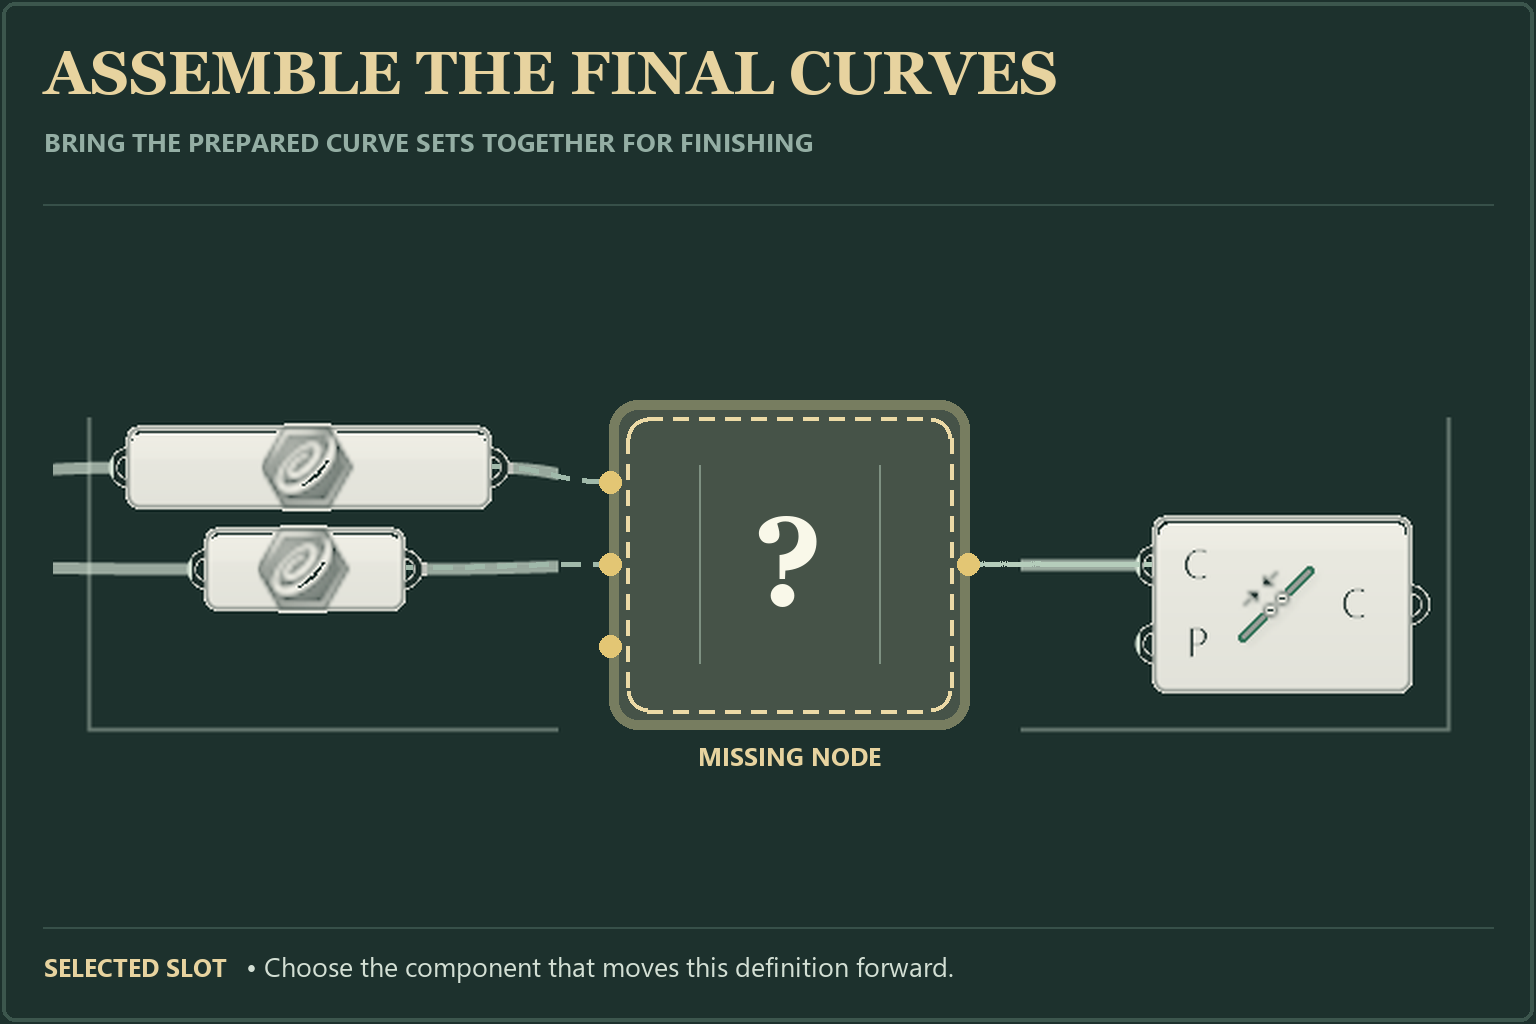 ASSEMBLE THE FINAL CURVES
BRING THE PREPARED CURVE SETS TOGETHER FOR FINISHING
?
C
C
P
MISSING NODE
SELECTED SLOT • Choose the component that moves this definition forward.